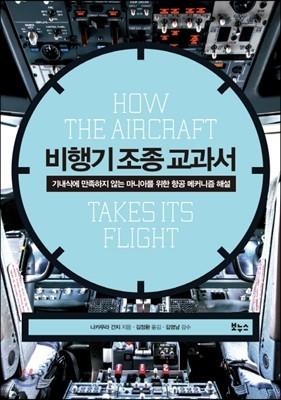 HOW
THE AIRCRAFT
비행기 조종 교과서
기내식에 만족하지 않는 마니아를 위한 항공 메커니즘 해설
TAKES ITS
FLIGHT
나카무라 간지 지음 · 김정환 옮김 · 김영남 감수
보누스